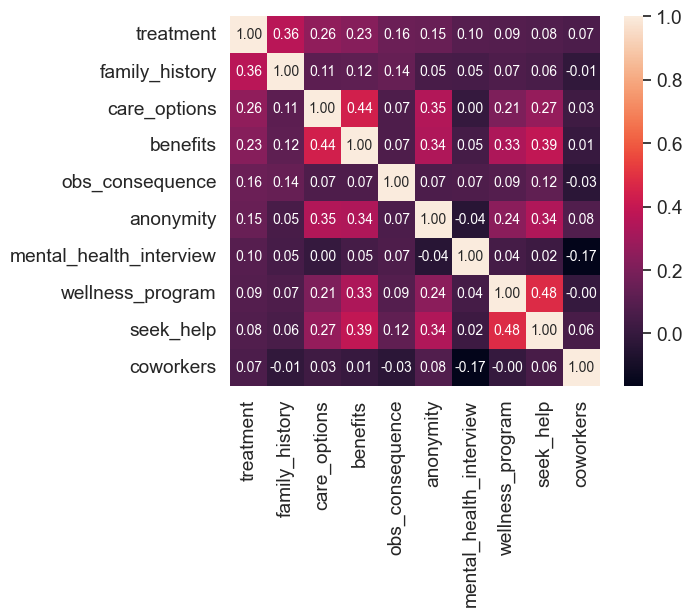 treatment 1.00 0.36 0.26 0.23 0.16 0.15 0.10 0.09 0.08 0.07
family_history 0.36 1.00 0.11 0.12 0.14 0.05 0.05 0.07 0.06 -0.01
care_options 0.26 0.11 1.00 0.44 0.07 0.35 0.00 0.21 0.27 0.03
benefits 0.23 0.12 0.44 1.00 0.07 0.34 0.05 0.33 0.39 0.01
obs_consequence 0.16 0.14 0.07 0.07 1.00 0.07 0.07 0.09 0.12 -0.03
anonymity 0.15 0.05 0.35 0.34 0.07 1.00 -0.04 0.24 0.34 0.08
mental_health_interview 0.10 0.05 0.00 0.05 0.07 -0.04 1.00 0.04 0.02 -0.17
wellness_program 0.09 0.07 0.21 0.33 0.09 0.24 0.04 1.00 0.48 -0.00
seek_help 0.08 0.06 0.27 0.39 0.12 0.34 0.02 0.48 1.00 0.06
coworkers 0.07 -0.01 0.03 0.01 -0.03 0.08 -0.17 -0.00 0.06 1.00
treatment
family_history
care_options
benefits
obs_consequence
anonymity
mental_health_interview
wellness_program
seek_help
coworkers
1.0
0.8
0.6
0.4
0.2
0.0